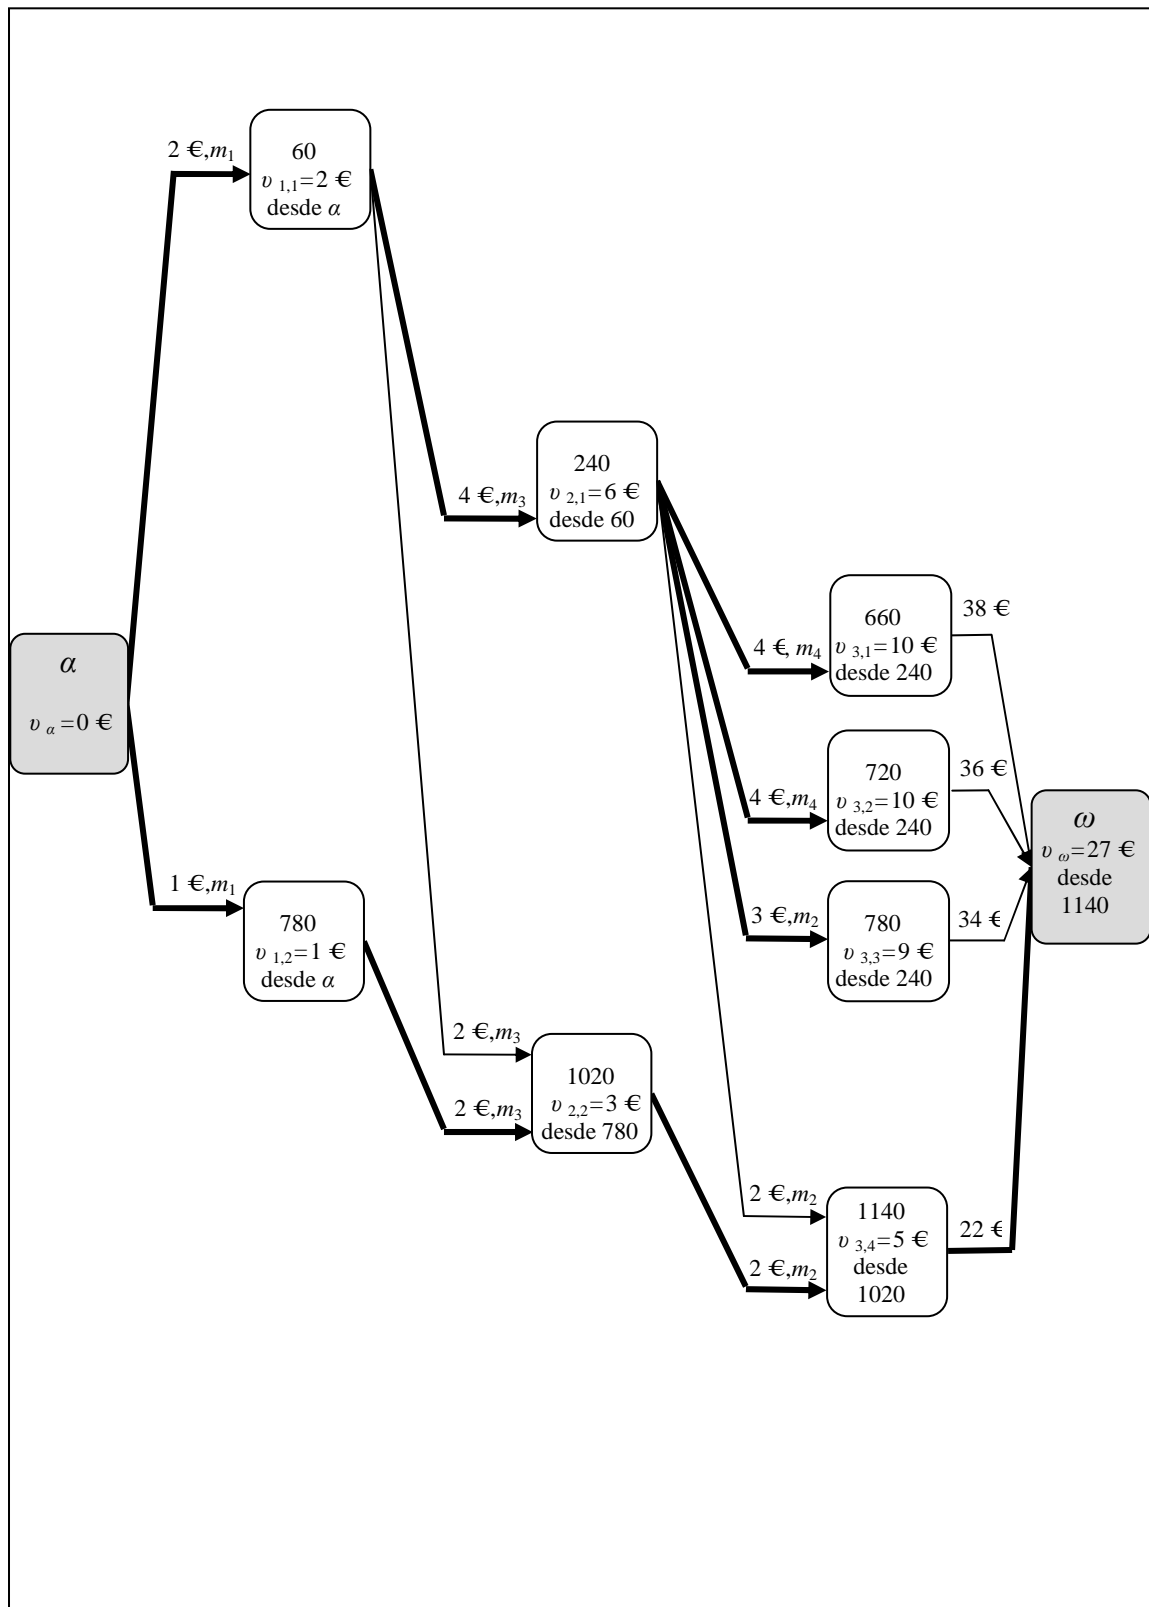 2 €,m₁
60
υ 1,1=2 €
desde α
4 €,m₃
240
υ 2,1=6 €
desde 60
α
υ α =0 €
4 €, m₄
660
υ 3,1=10 €
desde 240
38 €
4 €,m₄
720
υ 3,2=10 €
desde 240
36 €
ω
υ ω=27 €
desde
1140
1 €,m₁
780
υ 1,2=1 €
desde α
3 €,m₂
780
υ 3,3=9 €
desde 240
34 €
2 €,m₃
2 €,m₃
1020
υ 2,2=3 €
desde 780
2 €,m₂
2 €,m₂
1140
υ 3,4=5 €
desde
1020
22 €